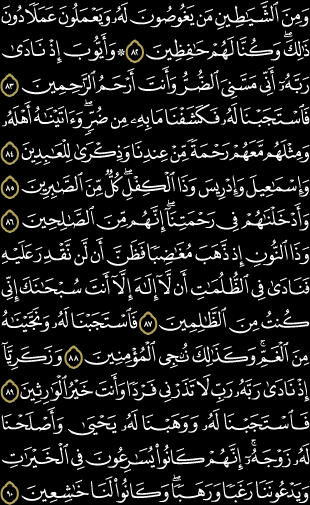 وَمِنَ ٱلشَّيَٰطِينِ مَن يَغُوصُونَ لَهُۥ وَيَعْمَلُونَ عَمَلًا دُونَ
ذَٰلِكَ ۖ وَكُنَّا لَهُمْ حَٰفِظِينَ ٨٢ ۞ وَأَيُّوبَ إِذْ نَادَىٰ
رَبَّهُۥٓ أَنِّى مَسَّنِىَ ٱلضُّرُّ وَأَنتَ أَرْحَمُ ٱلرَّٰحِمِينَ ٨٣
فَٱسْتَجَبْنَا لَهُۥ فَكَشَفْنَا مَا بِهِۦ مِن ضُرٍّ ۖ وَءَاتَيْنَٰهُ أَهْلَهُۥ
وَمِثْلَهُم مَّعَهُمْ رَحْمَةً مِّنْ عِندِنَا وَذِكْرَىٰ لِلْعَٰبِدِينَ ٨٤
وَإِسْمَٰعِيلَ وَإِدْرِيسَ وَذَا ٱلْكِفْلِ ۖ كُلٌّ مِّنَ ٱلصَّٰبِرِينَ ٨٥
وَأَدْخَلْنَٰهُمْ فِى رَحْمَتِنَآ ۖ إِنَّهُم مِّنَ ٱلصَّٰلِحِينَ ٨٦
وَذَا ٱلنُّونِ إِذ ذَّهَبَ مُغَٰضِبًا فَظَنَّ أَن لَّن نَّقْدِرَ عَلَيْهِ
فَنَادَىٰ فِى ٱلظُّلُمَٰتِ أَن لَّآ إِلَٰهَ إِلَّآ أَنتَ سُبْحَٰنَكَ إِنِّى
كُنتُ مِنَ ٱلظَّٰلِمِينَ ٨٧ فَٱسْتَجَبْنَا لَهُۥ وَنَجَّيْنَٰهُ
مِنَ ٱلْغَمِّ ۚ وَكَذَٰلِكَ نُۨجِى ٱلْمُؤْمِنِينَ ٨٨ وَزَكَرِيَّآ
إِذْ نَادَىٰ رَبَّهُۥ رَبِّ لَا تَذَرْنِى فَرْدًا وَأَنتَ خَيْرُ ٱلْوَٰرِثِينَ ٨٩
فَٱسْتَجَبْنَا لَهُۥ وَوَهَبْنَا لَهُۥ يَحْيَىٰ وَأَصْلَحْنَا
لَهُۥ زَوْجَهُۥٓ ۚ إِنَّهُمْ كَانُوا۟ يُسَٰرِعُونَ فِى ٱلْخَيْرَٰتِ
وَيَدْعُونَنَا رَغَبًا وَرَهَبًا ۖ وَكَانُوا۟ لَنَا خَٰشِعِينَ ٩٠